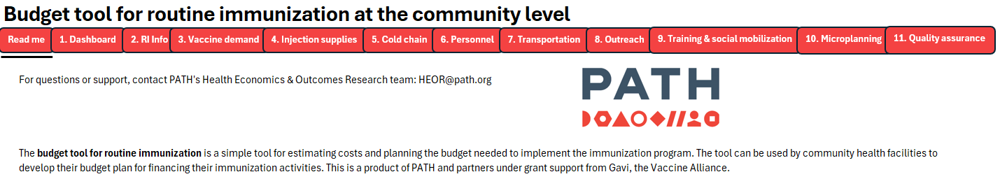 Budget tool for routine immunization at the community level
Read me 1. Dashboard 2. RI Info 3. Vaccine demand 4. Injection supplies 5. Cold chain 6. Personnel 7. Transportation 8. Outreach 9. Training & social mobilization 10. Microplanning 11. Quality assurance
For questions or support, contact PATH's Health Economics & Outcomes Research team: HEOR@path.org
PATH
The budget tool for routine immunization is a simple tool for estimating costs and planning the budget needed to implement the immunization program. The tool can be used by community health facilities to
develop their budget plan for financing their immunization activities. This is a product of PATH and partners under grant support from Gavi, the Vaccine Alliance.